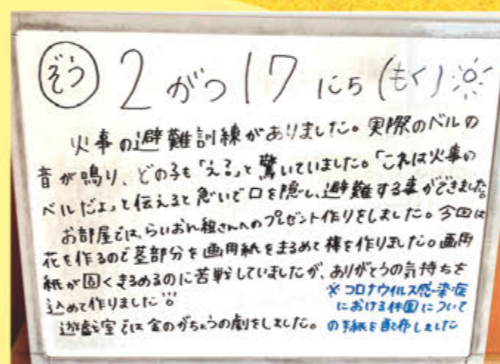 ぞう 2がつ17にち(もく)
火事の避難訓練がありました。実際のベルの
音が鳴り、どの子も「え?」と驚いていました。「これは火事の
ベルだよ」と伝えると急いで口を隠し、避難する事ができました。
お部屋では、らいおん組さんへのプレゼント作りをしました。今回は
花を作るので茎部分を画用紙をまるめて棒を作りました。画用
紙が固くまるめるのに苦戦していましたが、ありがとうの気持ちを
込めて作りました!!
遊戯室では金のがちょうの劇をしました。
※コロナウイルス感染症
における休園について
の手紙を配布しました